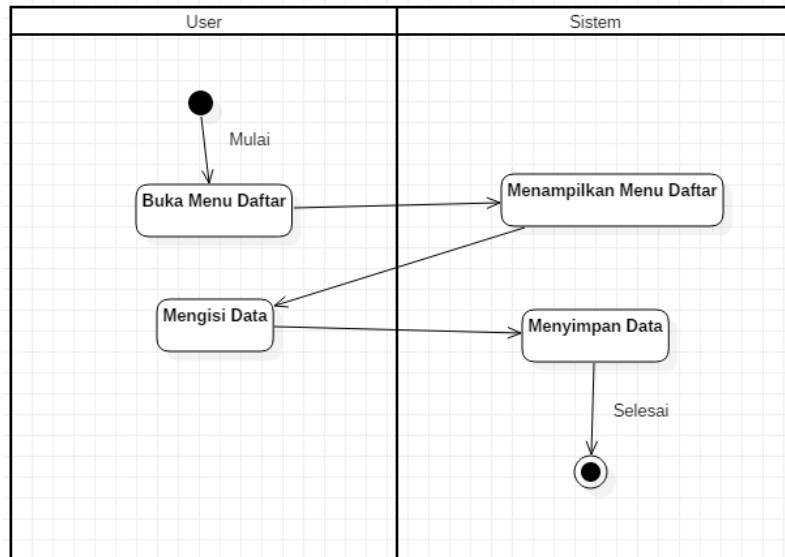 User
Sistem
Mulai
Buka Menu Daftar
Menampilkan Menu Daftar
Mengisi Data
Menyimpan Data
Selesai